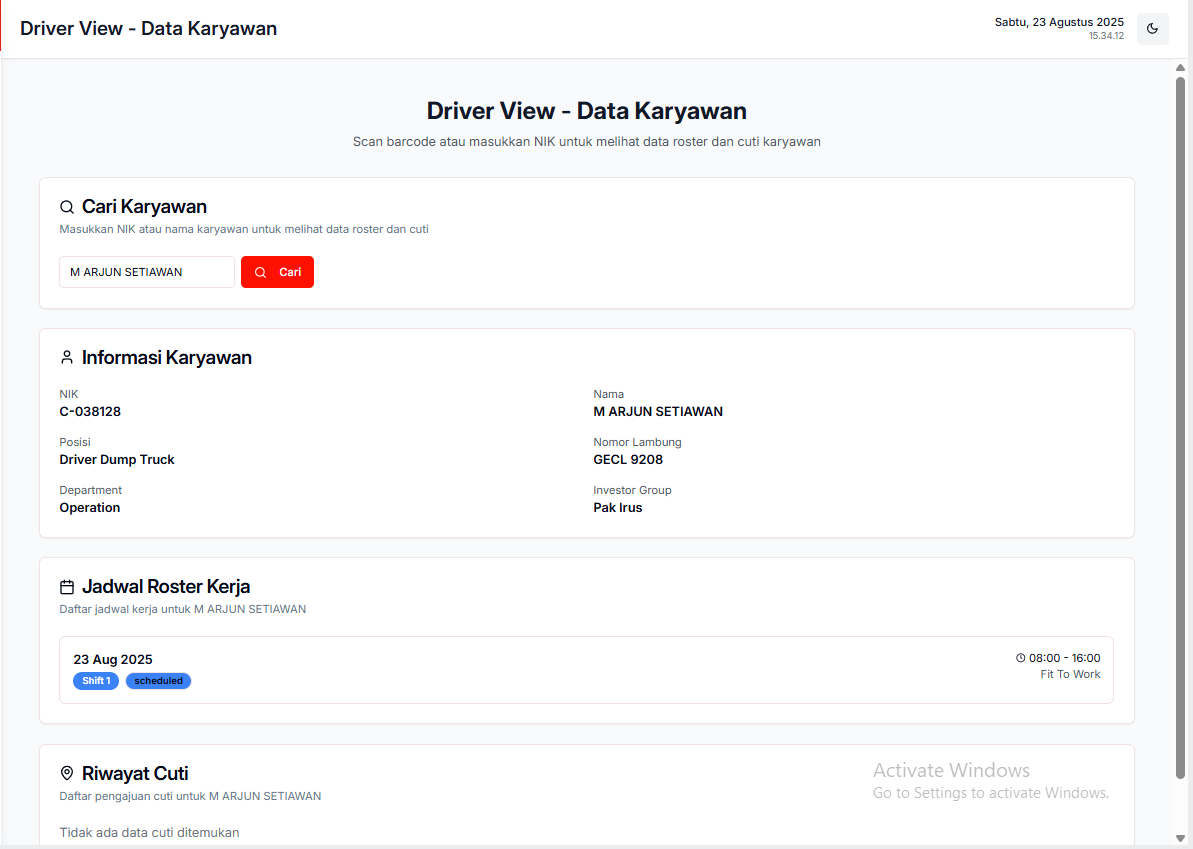 Driver View - Data Karyawan
Sabtu, 23 Agustus 2025
15.34.12
Driver View - Data Karyawan
Scan barcode atau masukkan NIK untuk melihat data roster dan cuti karyawan
Cari Karyawan
Masukkan NIK atau nama karyawan untuk melihat data roster dan cuti
M ARJUN SETIAWAN
Cari
Informasi Karyawan
NIK
C-038128
Nama
M ARJUN SETIAWAN
Posisi
Driver Dump Truck
Nomor Lambung
GECL 9208
Department
Operation
Investor Group
Pak Irus
Jadwal Roster Kerja
Daftar jadwal kerja untuk M ARJUN SETIAWAN
23 Aug 2025
Shift 1
scheduled
08:00 - 16:00
Fit To Work
Riwayat Cuti
Daftar pengajuan cuti untuk M ARJUN SETIAWAN
Tidak ada data cuti ditemukan
Activate Windows
Go to Settings to activate Windows.